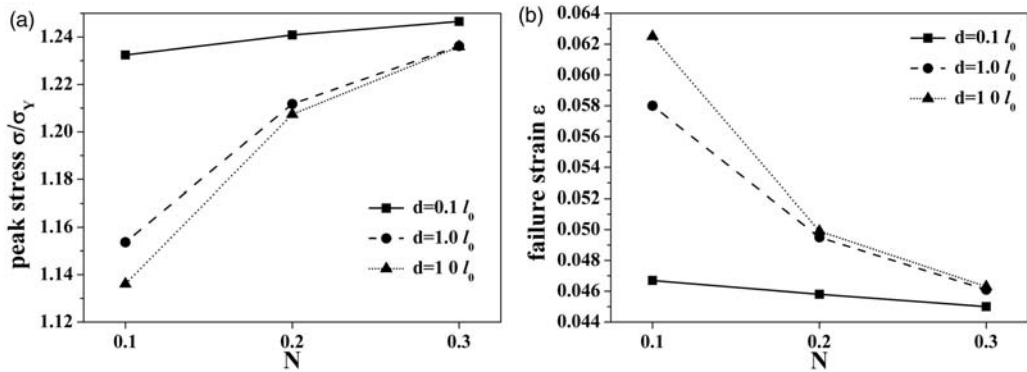 (a)
peak stress σ/σ_Y
1.24
1.22
1.20
1.18
1.16
1.14
1.12
0.1
0.2
0.3
N
d=0.1 l₀
d=1.0 l₀
d=1 0 l₀
(b)
failure strain ε
0.064
0.062
0.060
0.058
0.056
0.054
0.052
0.050
0.048
0.046
0.044
0.1
0.2
0.3
N
d=0.1 l₀
d=1.0 l₀
d=1 0 l₀